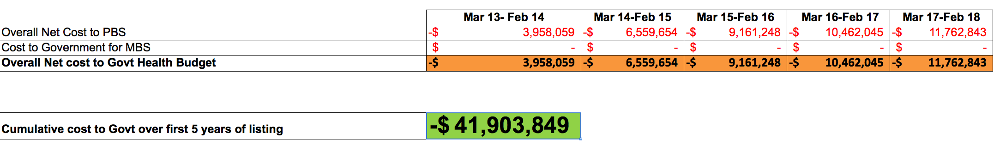 Mar 13- Feb 14 Mar 14-Feb 15 Mar 15-Feb 16 Mar 16-Feb 17 Mar 17-Feb 18
Overall Net Cost to PBS -$ 3,958,059 -$ 6,559,654 -$ 9,161,248 -$ 10,462,045 -$ 11,762,843
Cost to Government for MBS $ - $ - $ - $ - $ -
Overall Net cost to Govt Health Budget -$ 3,958,059 -$ 6,559,654 -$ 9,161,248 -$ 10,462,045 -$ 11,762,843
Cumulative cost to Govt over first 5 years of listing -$ 41,903,849